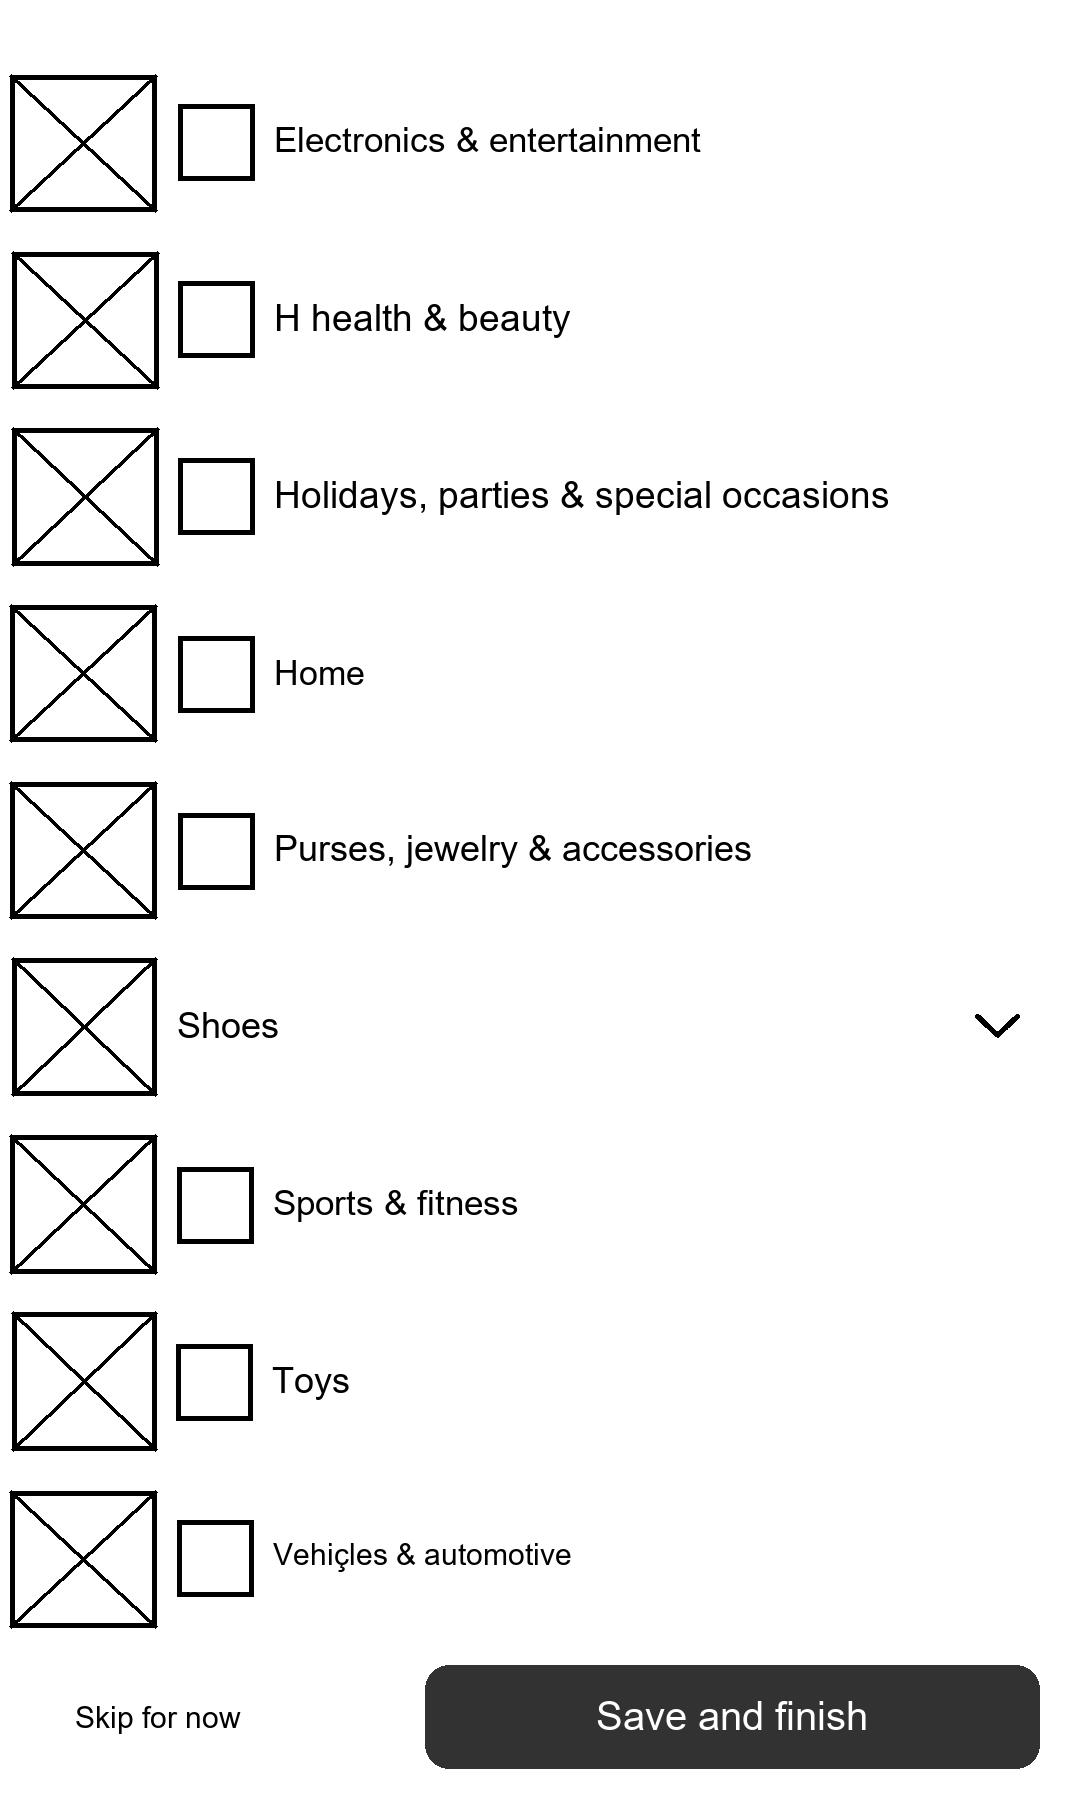 Electronics & entertainment
H health & beauty
Holidays, parties & special occasions
Home
Purses, jewelry & accessories
Shoes
Sports & fitness
Toys
Vehiçles & automotive
Skip for now
Save and finish